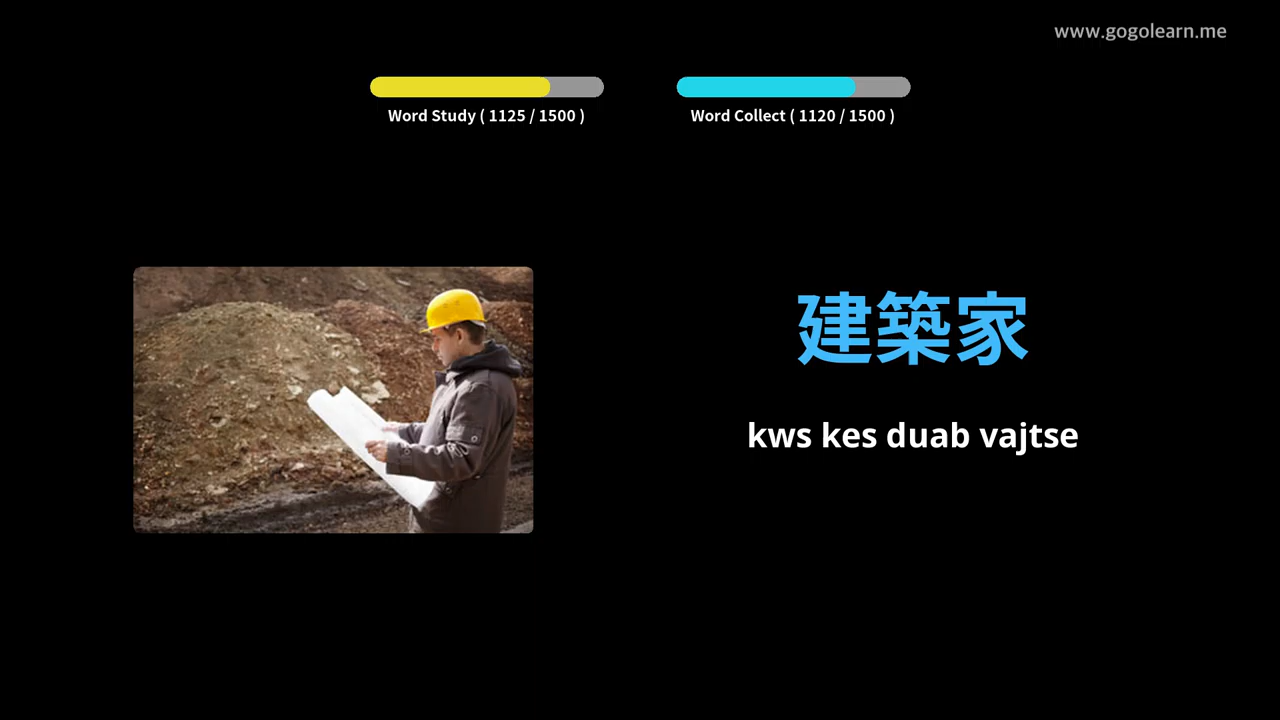 www.gogolearn.me
Word Study ( 1125 / 1500 )
Word Collect ( 1120 / 1500 )
建築家
kws kes duab vajtse